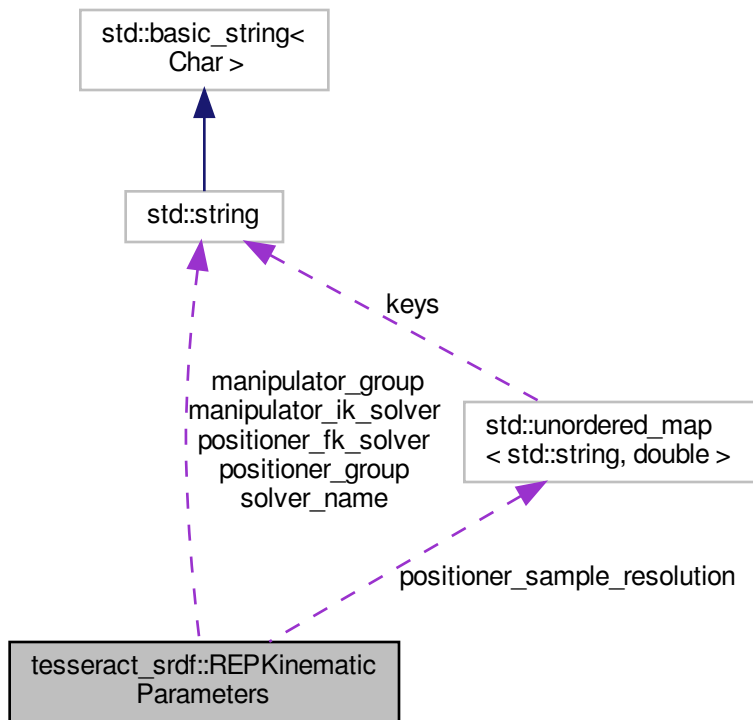 std::basic_string<
Char >
std::string
keys
manipulator_group
manipulator_ik_solver
positioner_fk_solver
positioner_group
solver_name
std::unordered_map
< std::string, double >
positioner_sample_resolution
tesseract_srdf::REPKinematic
Parameters